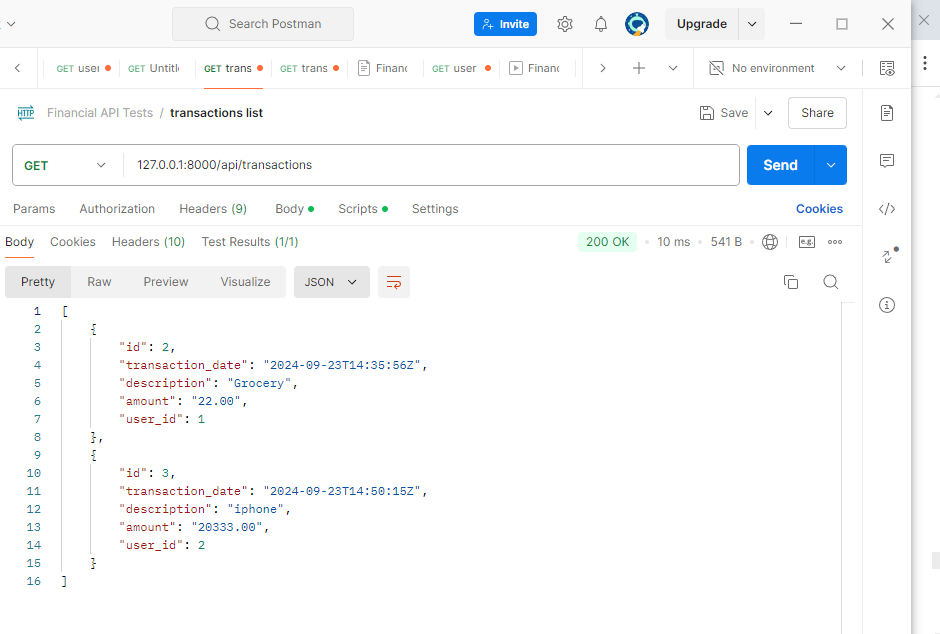 Search Postman
Invite
Upgrade
GET user
GET Untitl
GET trans
GET trans
Financ
GET user
Financ
No environment
HTTP Financial API Tests / transactions list
Save
Share
GET
127.0.0.1:8000/api/transactions
Send
Params Authorization Headers (9) Body Scripts Settings
Cookies
Body Cookies Headers (10) Test Results (1/1)
200 OK • 10 ms • 541 B
e.g.
Pretty Raw Preview Visualize JSON
1 [
2 {
3 "id": 2,
4 "transaction_date": "2024-09-23T14:35:56Z",
5 "description": "Grocery",
6 "amount": "22.00",
7 "user_id": 1
8 },
9 {
10 "id": 3,
11 "transaction_date": "2024-09-23T14:50:15Z",
12 "description": "iphone",
13 "amount": "20333.00",
14 "user_id": 2
15 }
16 ]